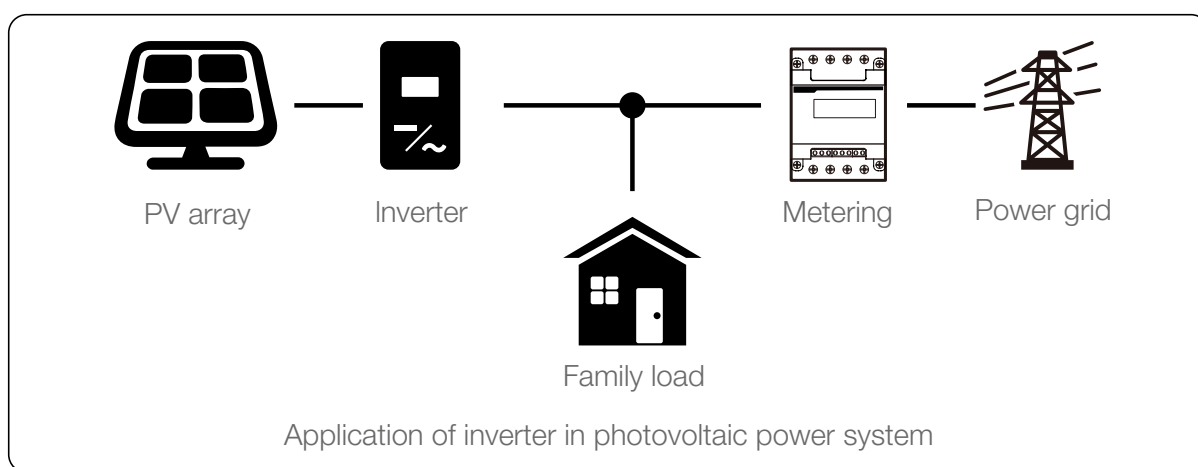 PV array
Inverter
Metering
Power grid
Family load
Application of inverter in photovoltaic power system